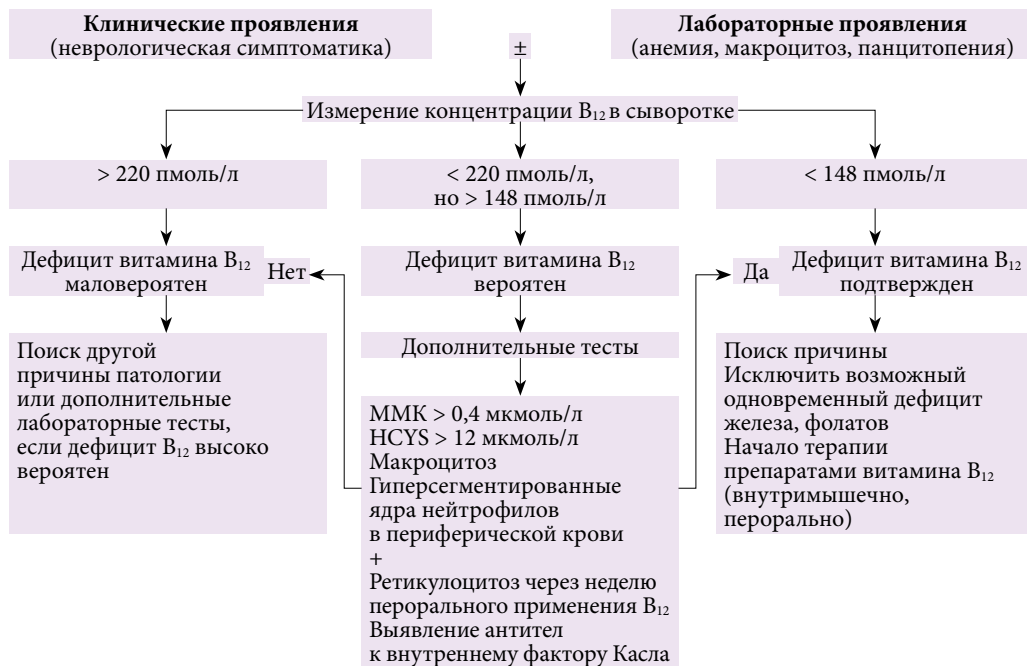 Клинические проявления
(неврологическая симптоматика)
±
Лабораторные проявления
(анемия, макроцитоз, панцитопения)
Измерение концентрации B₁₂ в сыворотке
> 220 пмоль/л
< 220 пмоль/л,
но > 148 пмоль/л
< 148 пмоль/л
Дефицит витамина B₁₂
маловероятен
Нет
Дефицит витамина B₁₂
вероятен
Да
Дефицит витамина B₁₂
подтвержден
Поиск другой
причины патологии
или дополнительные
лабораторные тесты,
если дефицит B₁₂ высоко
вероятен
Дополнительные тесты
ММК > 0,4 мкмоль/л
HCYS > 12 мкмоль/л
Макроцитоз
Гиперсегментированные
ядра нейтрофилов
в периферической крови
+
Ретикулоцитоз через неделю
перорального применения B₁₂
Выявление антител
к внутреннему фактору Касла
Поиск причины
Исключить возможный
одновременный дефицит
железа, фолатов
Начало терапии
препаратами витамина B₁₂
(внутримышечно,
перорально)